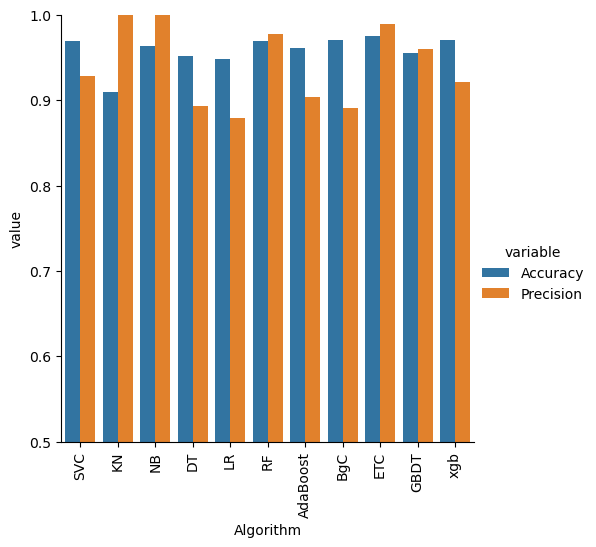 1.0
0.9
0.8
0.7
0.6
0.5
value
SVC
KN
NB
DT
LR
RF
AdaBoost
BgC
ETC
GBDT
xgb
Algorithm
variable
Accuracy
Precision